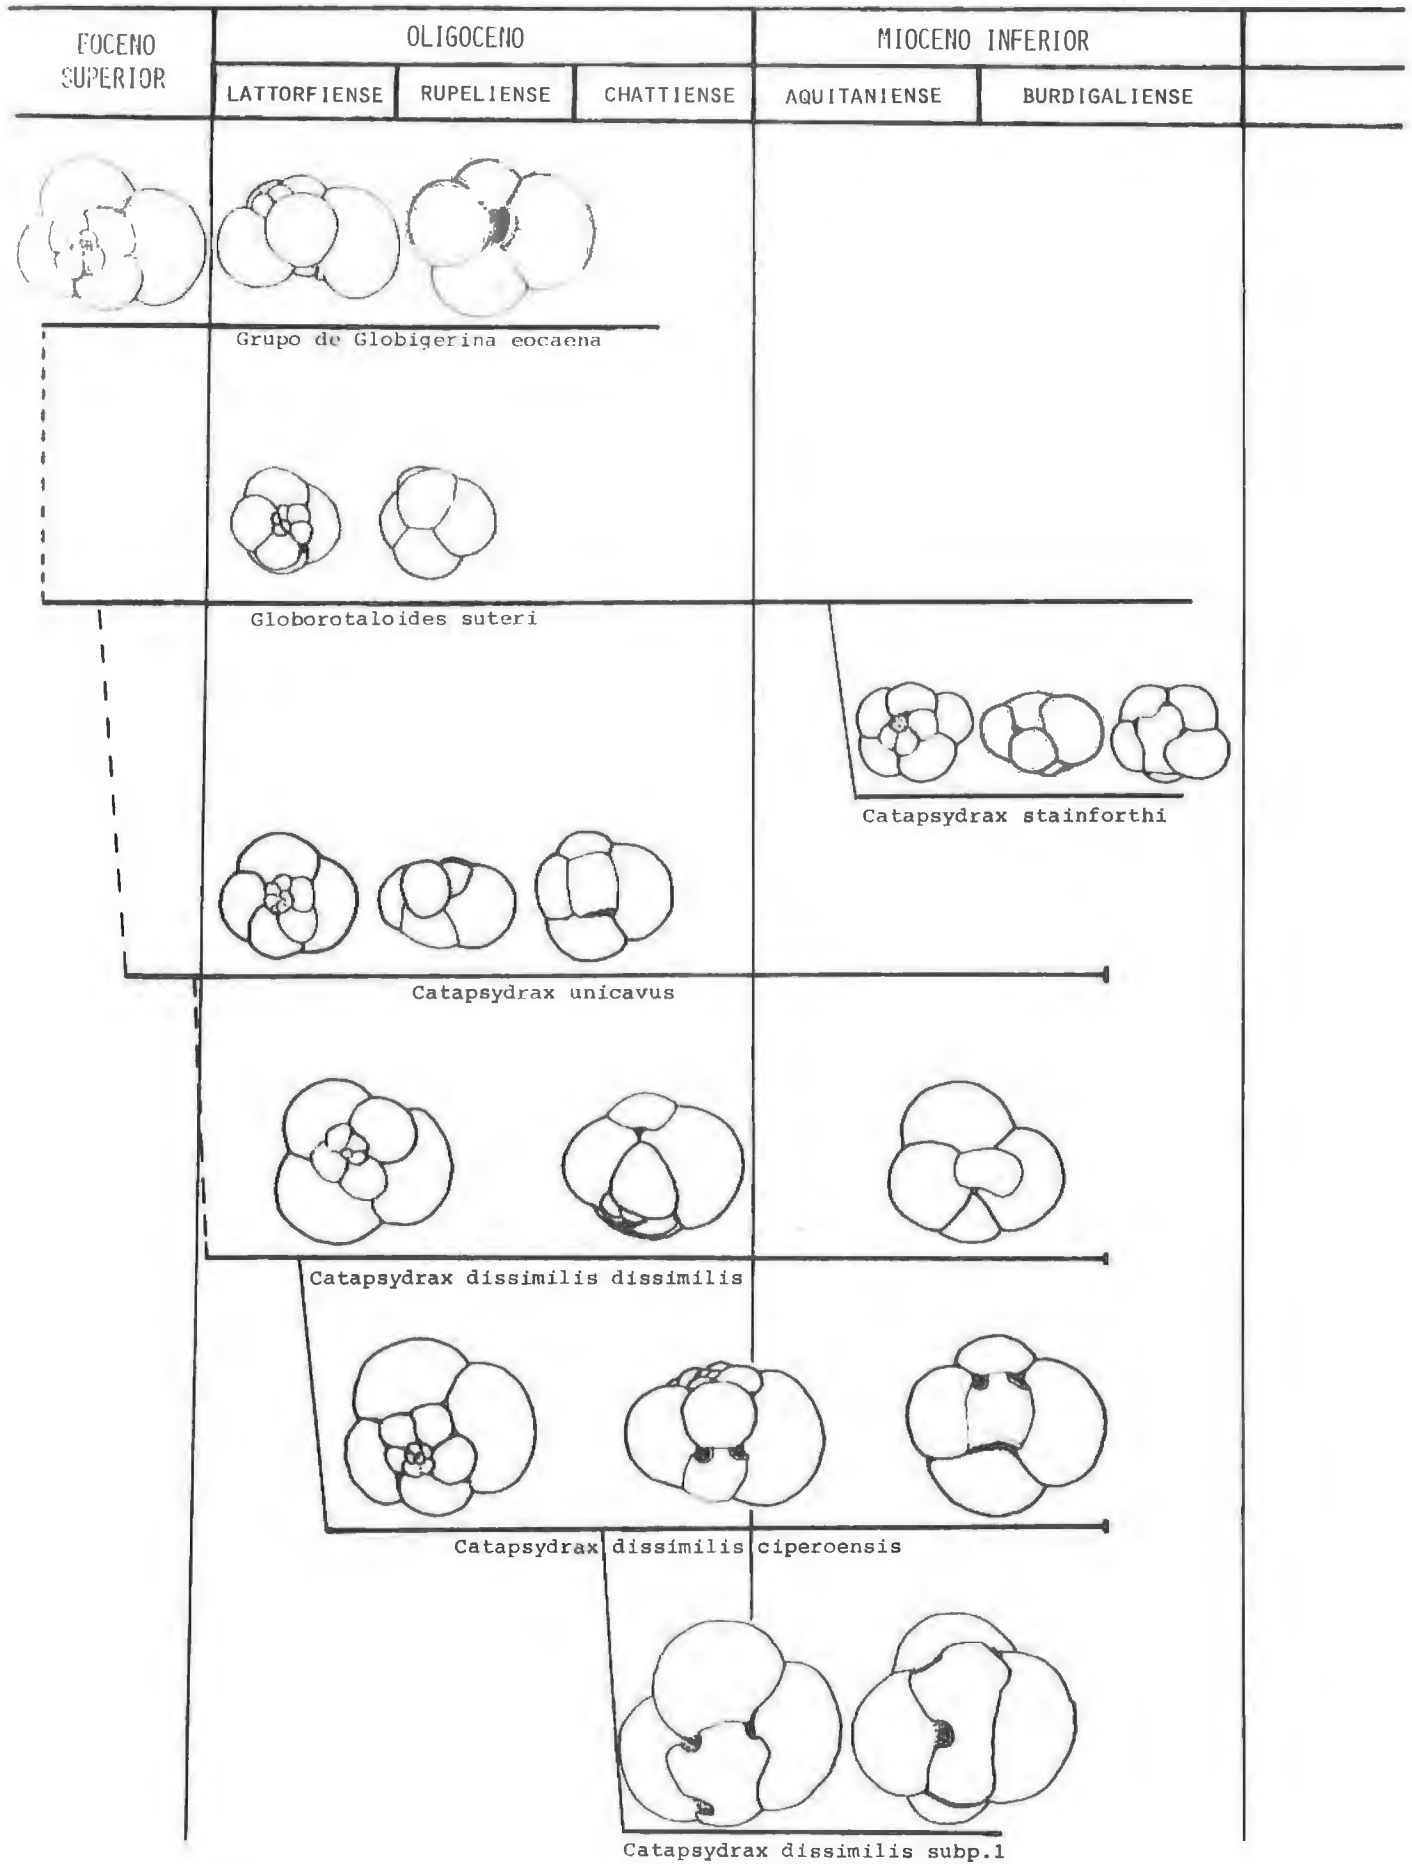 EOCENO
SUPERIOR
OLIGOCENO
MIOCENO INFERIOR
LATTORFIENSE
RUPELIENSE
CHATTIENSE
AQUITANIENSE
BURDIGALIENSE
Grupo de Globigerina eocaena
Globorotaloides suteri
Catapsydrax stainforthi
Catapsydrax unicavus
Catapsydrax dissimilis dissimilis
Catapsydrax dissimilis ciperoensis
Catapsydrax dissimilis subp.1